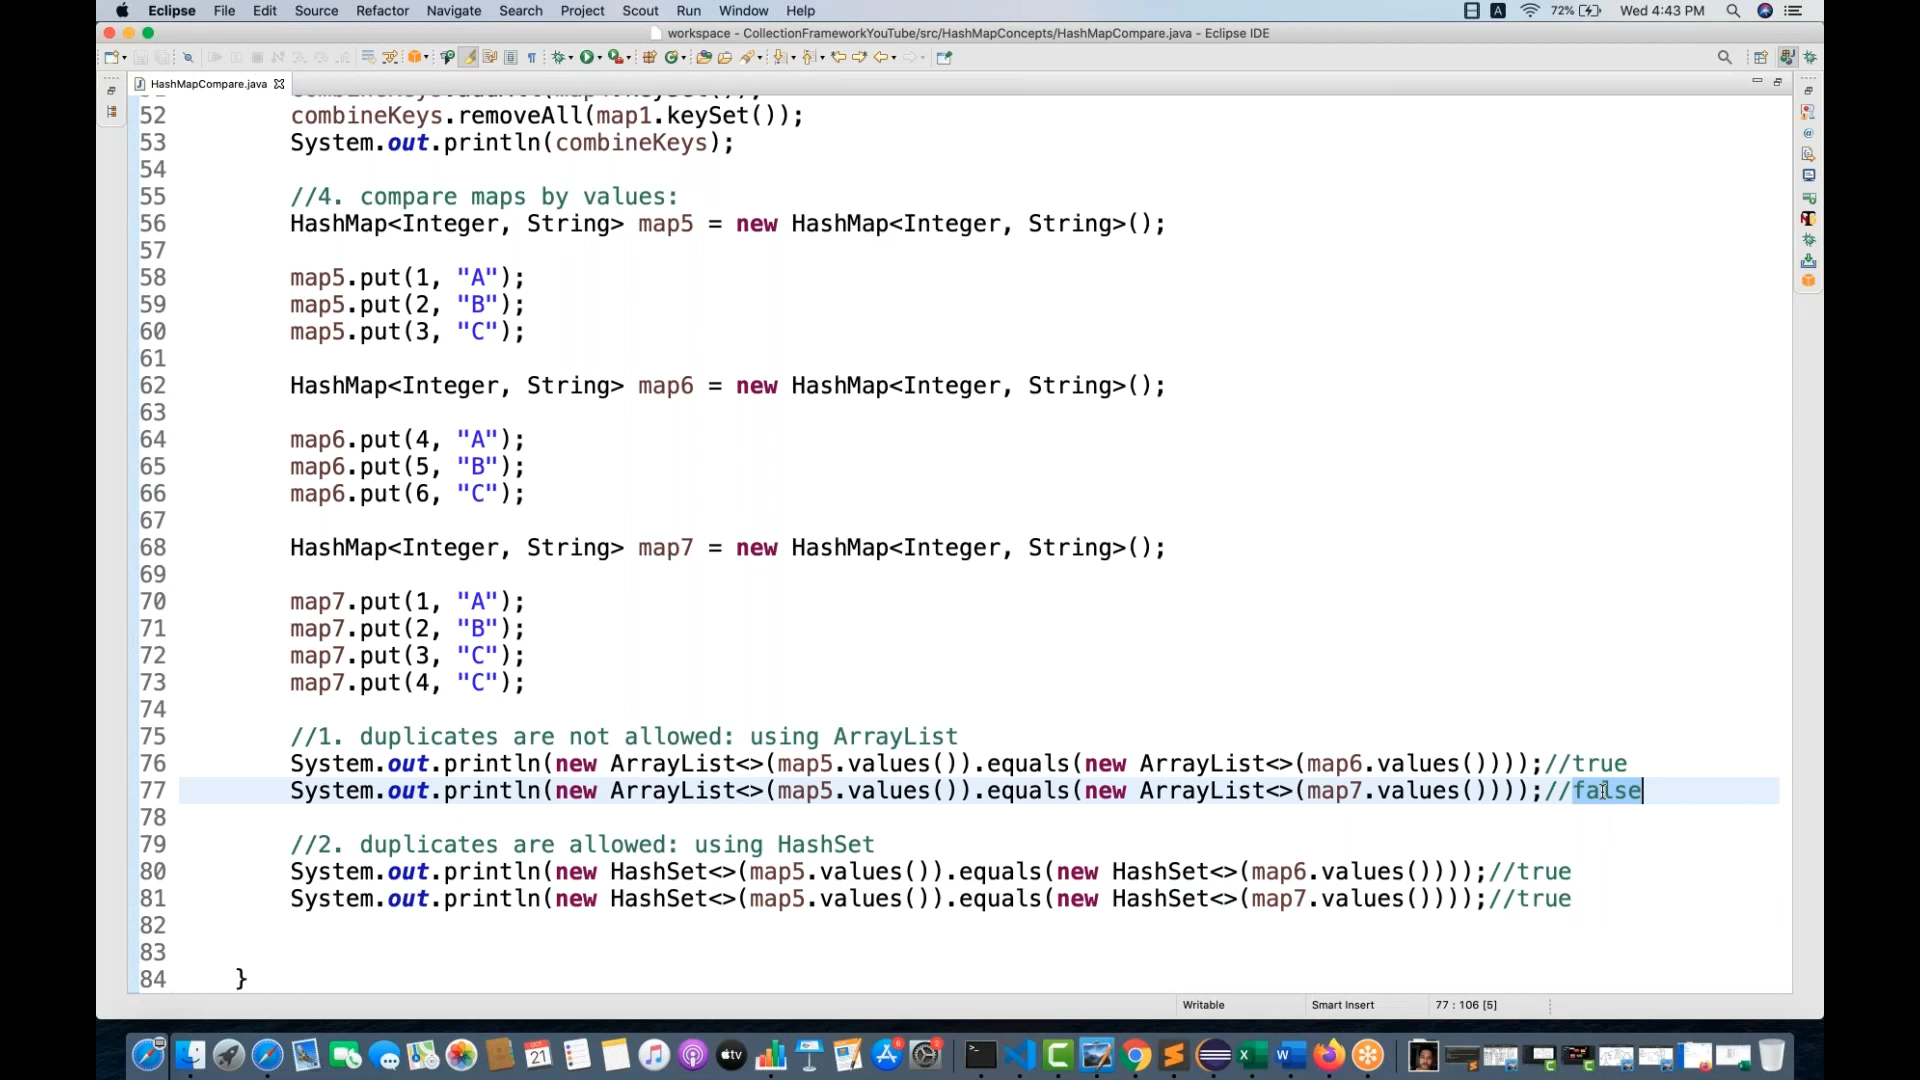 Eclipse File Edit Source Refactor Navigate Search Project Scout Run Window Help 72% Wed 4:43 PM
workspace - CollectionFrameworkYouTube/src/HashMapConcepts/HashMapCompare.java - Eclipse IDE
HashMapCompare.java
52 combineKeys.removeAll(map1.keySet());
53 System.out.println(combineKeys);
54
55 //4. compare maps by values:
56 HashMap<Integer, String> map5 = new HashMap<Integer, String>();
57
58 map5.put(1, "A");
59 map5.put(2, "B");
60 map5.put(3, "C");
61
62 HashMap<Integer, String> map6 = new HashMap<Integer, String>();
63
64 map6.put(4, "A");
65 map6.put(5, "B");
66 map6.put(6, "C");
67
68 HashMap<Integer, String> map7 = new HashMap<Integer, String>();
69
70 map7.put(1, "A");
71 map7.put(2, "B");
72 map7.put(3, "C");
73 map7.put(4, "C");
74
75 //1. duplicates are not allowed: using ArrayList
76 System.out.println(new ArrayList<>(map5.values()).equals(new ArrayList<>(map6.values())));//true
77 System.out.println(new ArrayList<>(map5.values()).equals(new ArrayList<>(map7.values())));//false
78
79 //2. duplicates are allowed: using HashSet
80 System.out.println(new HashSet<>(map5.values()).equals(new HashSet<>(map6.values())));//true
81 System.out.println(new HashSet<>(map5.values()).equals(new HashSet<>(map7.values())));//true
82
83
84 }
Writable Smart Insert 77 : 106 [5]